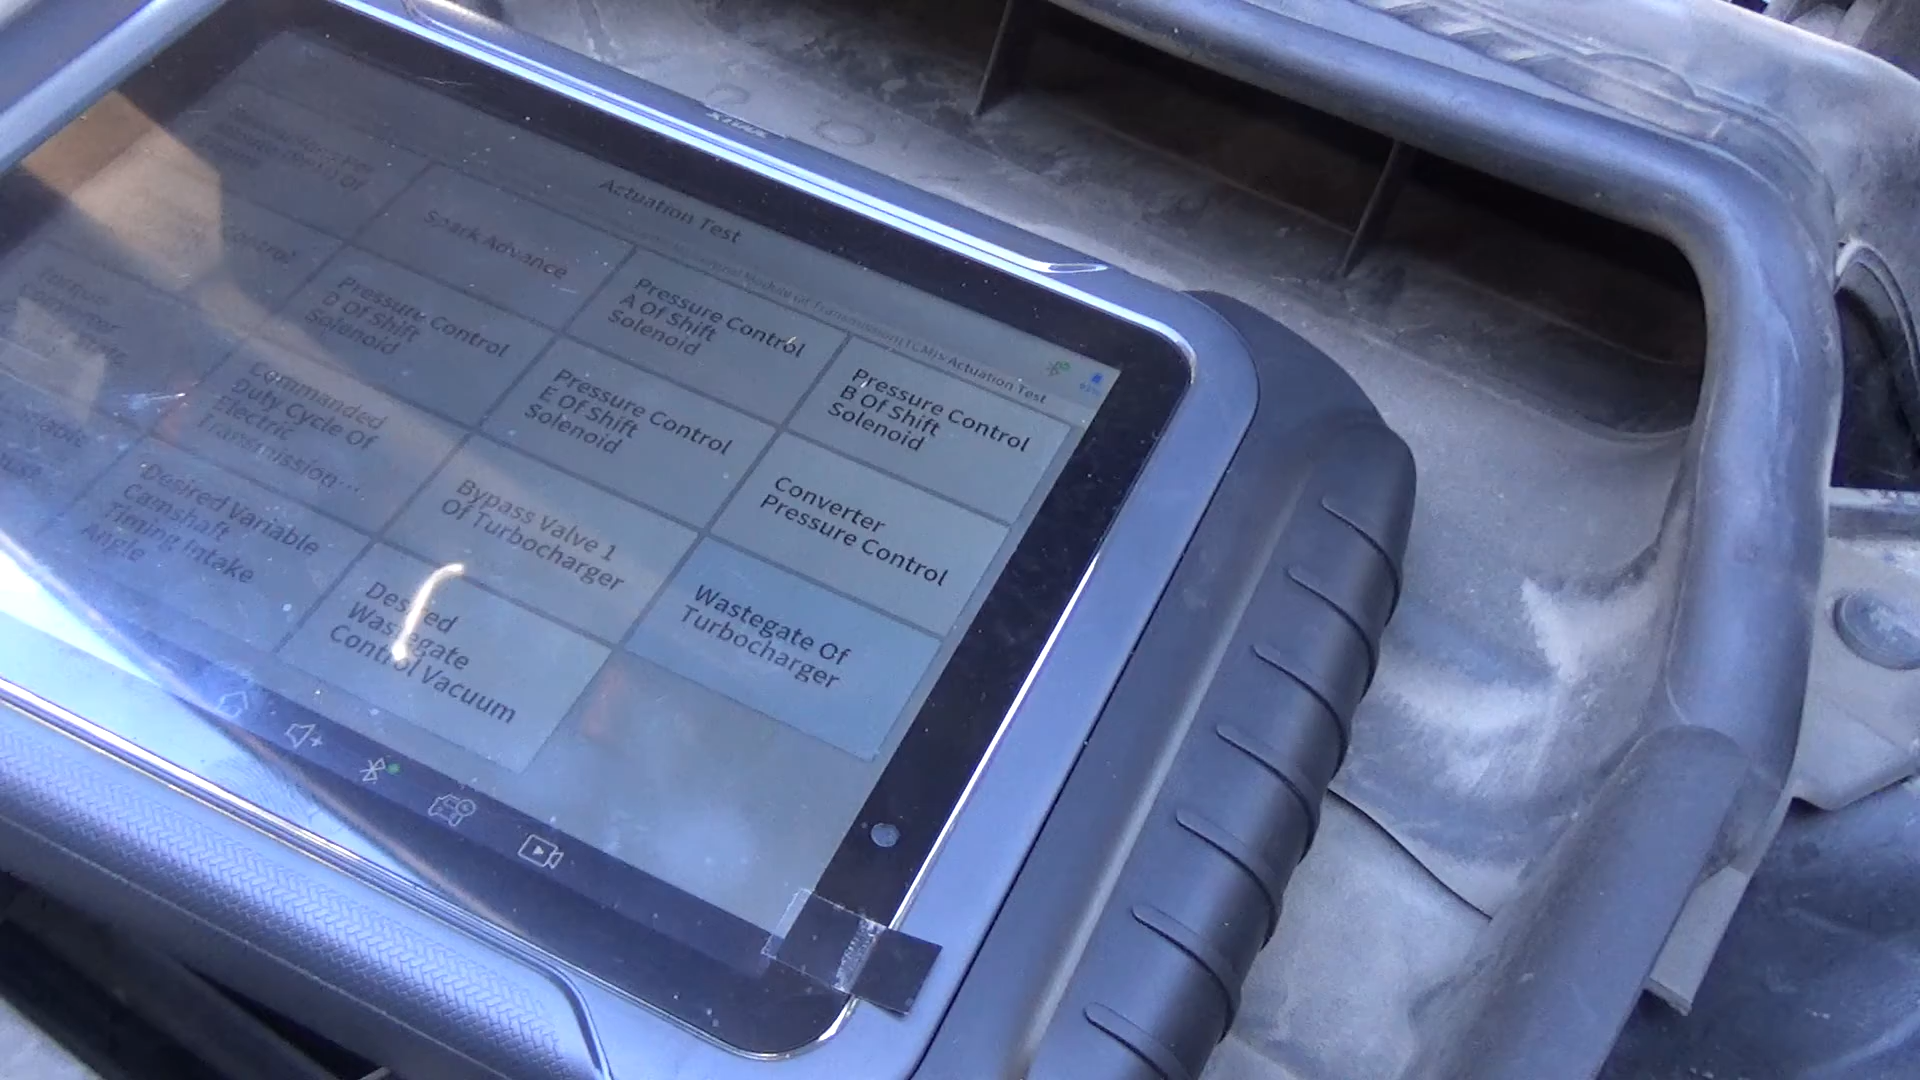 Actuation Test
Actuation Test
Spark Advance
Pressure Control
A Of Shift
Solenoid
Pressure Control
B Of Shift
Solenoid
Pressure Control
D Of Shift
Solenoid
Pressure Control
E Of Shift
Solenoid
Converter
Pressure Control
Commanded
Duty Cycle Of
Electric
Transmission...
Bypass Valve 1
Of Turbocharger
Wastegate Of
Turbocharger
Desired Variable
Camshaft
Timing Intake
Angle
Desired
Wastegate
Control Vacuum